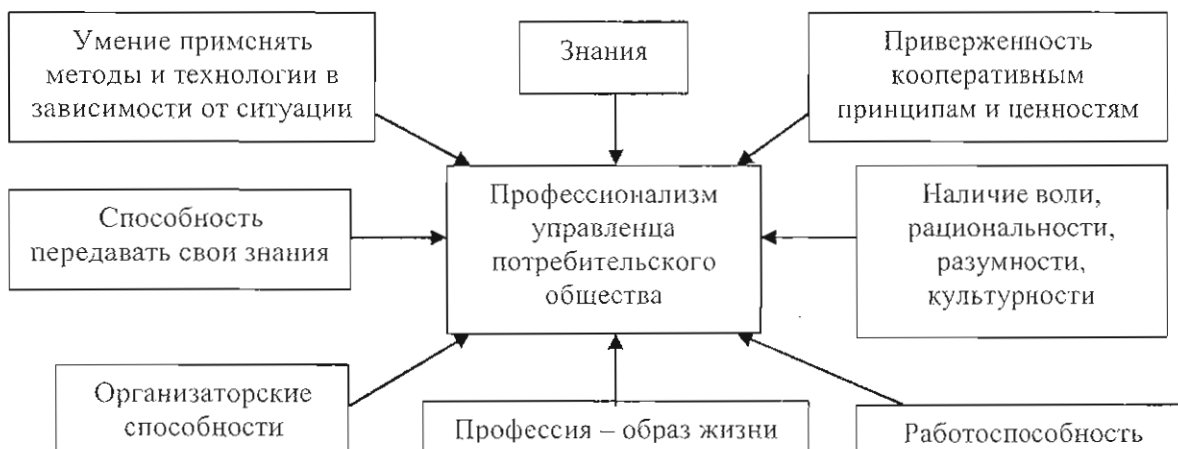 Умение применять
методы и технологии в
зависимости от ситуации
Знания
Приверженность
кооперативным
принципам и ценностям
Способность
передавать свои знания
Профессионализм
управленца
потребительского
общества
Наличие воли,
рациональности,
разумности,
культурности
Организаторские
способности
Профессия – образ жизни
Работоспособность